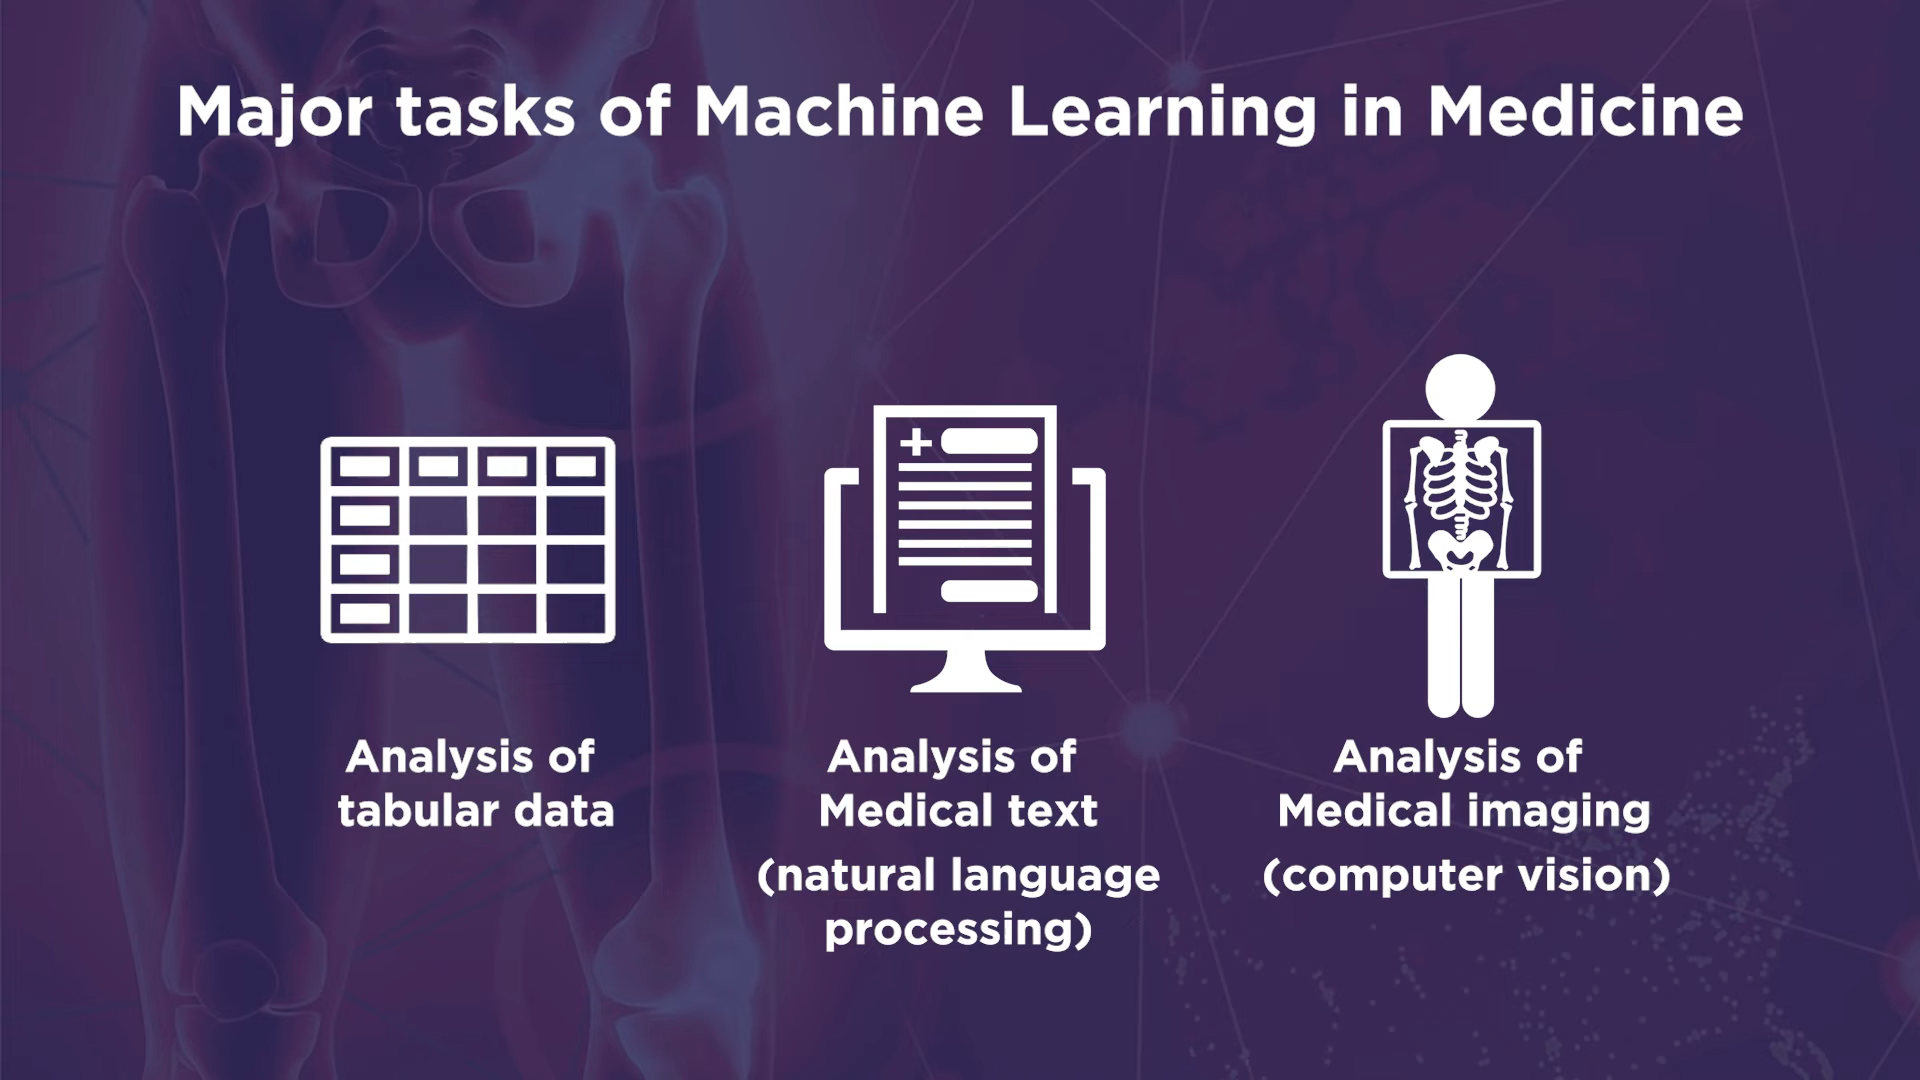 Major tasks of Machine Learning in Medicine
Analysis of
tabular data
Analysis of
Medical text
(natural language
processing)
Analysis of
Medical imaging
(computer vision)